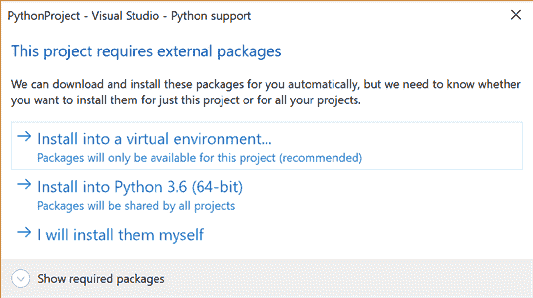 PythonProject - Visual Studio - Python support
This project requires external packages
We can download and install these packages for you automatically, but we need to know whether
you want to install them for just this project or for all your projects.
Install into a virtual environment...
Packages will only be available for this project (recommended)
Install into Python 3.6 (64-bit)
Packages will be shared by all projects
I will install them myself
Show required packages